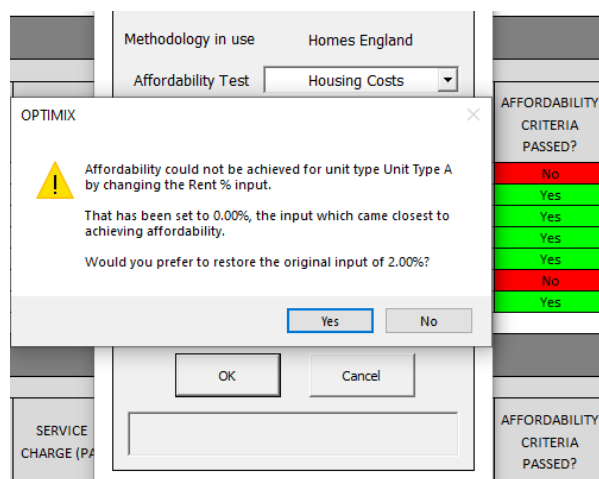 Methodology in use Homes England
Affordability Test Housing Costs
AFFORDABILITY
CRITERIA
PASSED?
OPTIMIX
No
Yes
Yes
Yes
Yes
No
Yes
Affordability could not be achieved for unit type Unit Type A
by changing the Rent % input.
That has been set to 0.00%, the input which came closest to
achieving affordability.
Would you prefer to restore the original input of 2.00%?
Yes No
OK Cancel
SERVICE
CHARGE (PA
AFFORDABILITY
CRITERIA
PASSED?